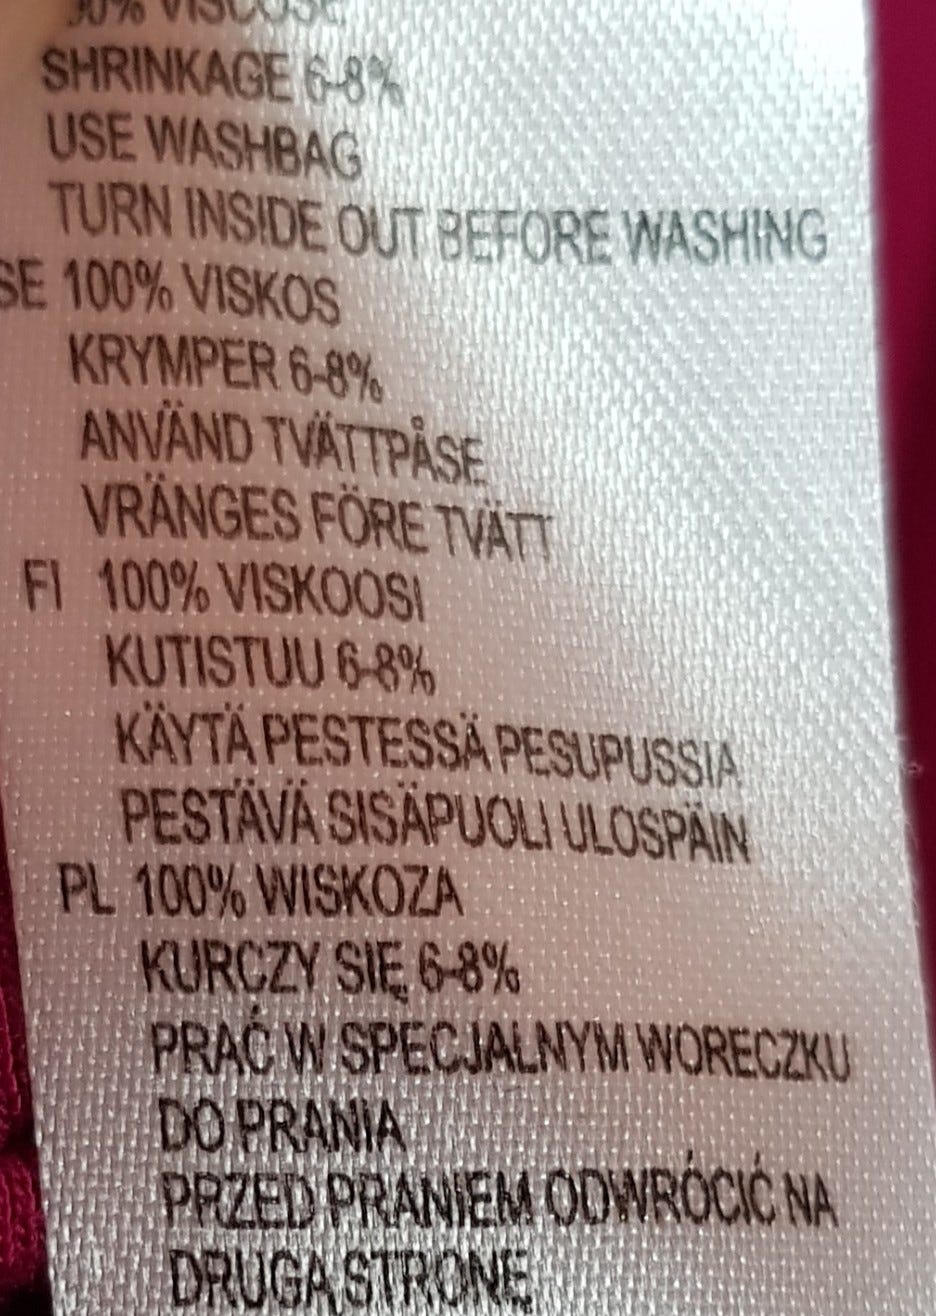 VISCOSE
SHRINKAGE 6-8%
USE WASHBAG
TURN INSIDE OUT BEFORE WASHING
SE 100% VISKOS
KRYMPER 6-8%
ANVÄND TVÄTTPÅSE
VRÄNGES FÖRE TVÄTT
FI 100% VISKOOSI
KUTISTUU 6-8%
KÄYTÄ PESTESSÄ PESUPUSSIA
PESTÄVÄ SISÄPUOLI ULOSPÄIN
PL 100% WISKOZA
KURCZY SIĘ 6-8%
PRAĆ W SPECJALNYM WORECZKU
DO PRANIA
PRZED PRANIEM ODWRÓCIĆ NA
DRUGĄ STRONĘ